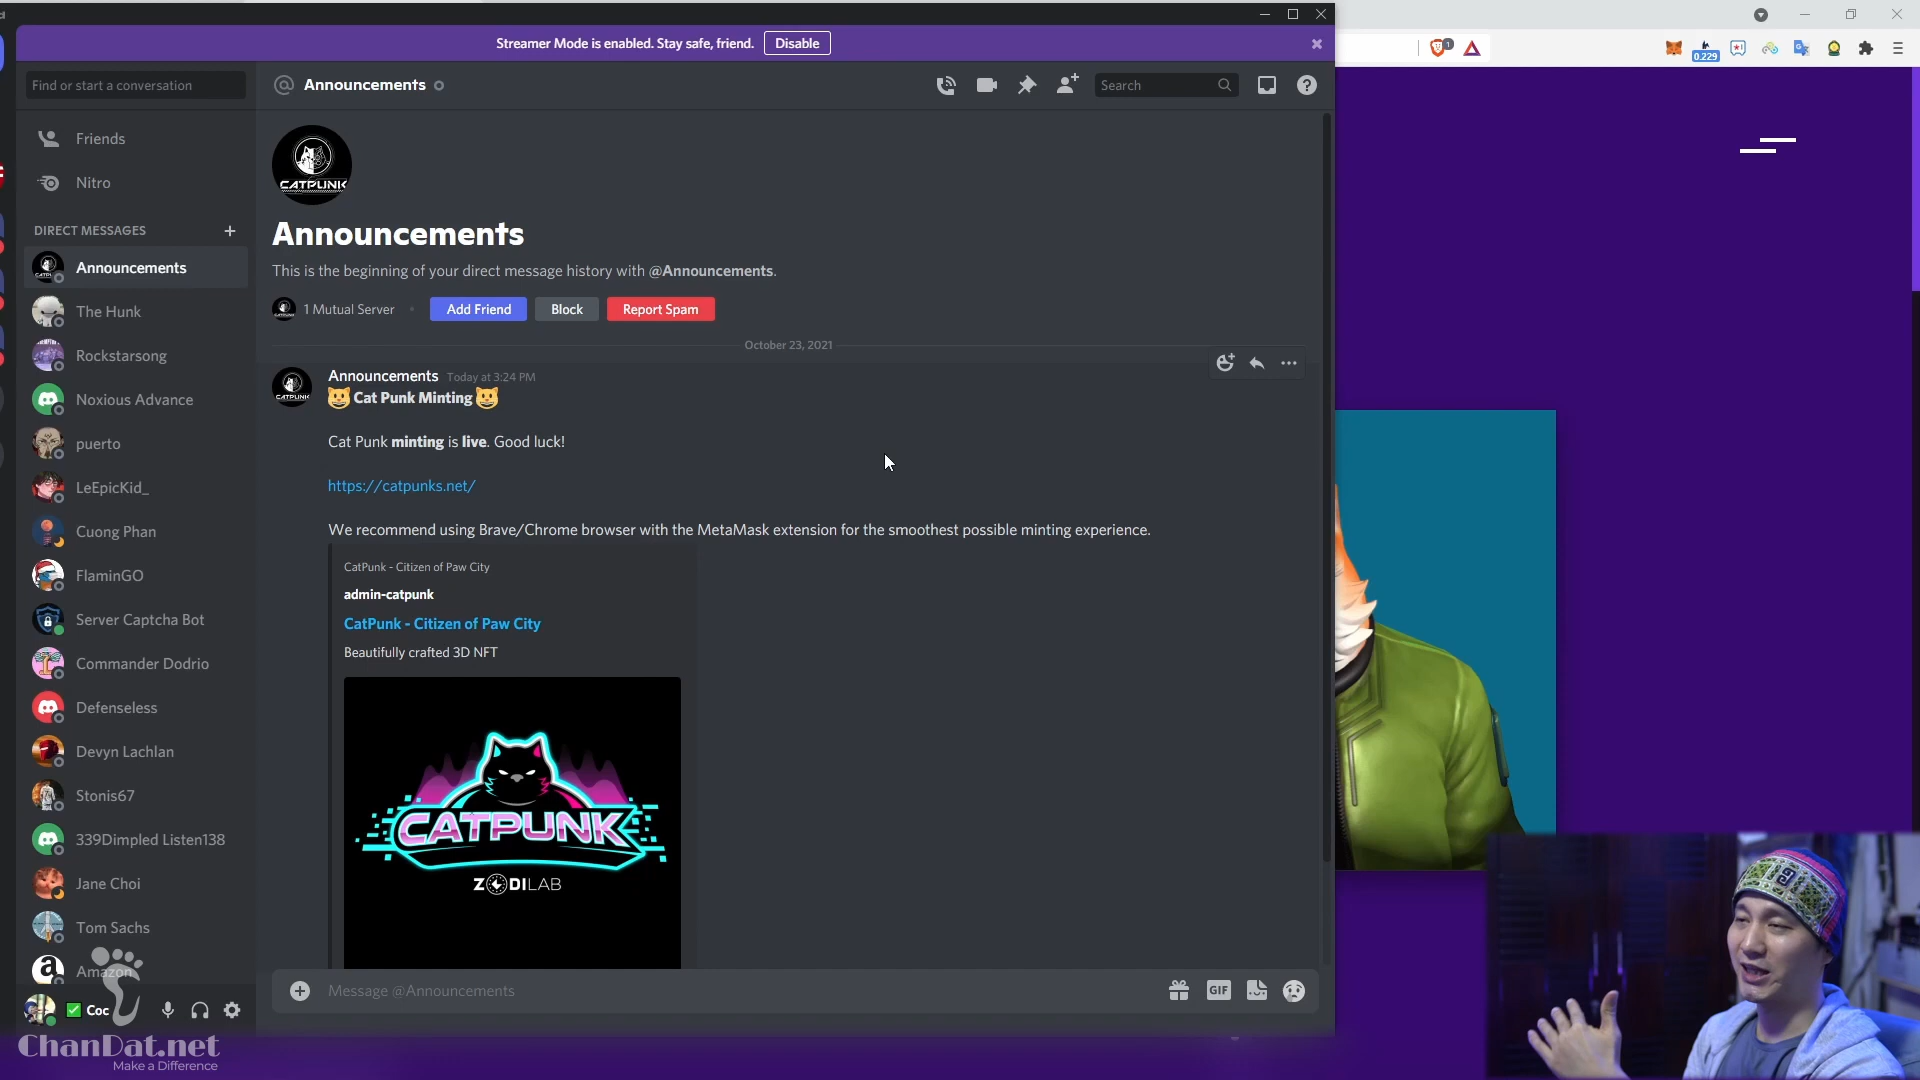 Streamer Mode is enabled. Stay safe, friend.
Disable
Find or start a conversation
Announcements
Search
0.229
1
Friends
Nitro
DIRECT MESSAGES
Announcements
The Hunk
Rockstarsong
Noxious Advance
puerto
LeEpicKid_
Cuong Phan
FlaminGO
Server Captcha Bot
Commander Dodrio
Defenseless
Devyn Lachlan
Stonis67
339Dimpled Listen138
Jane Choi
Tom Sachs
Amazon
Coc
ChanDat.net
Make a Difference
CATPUNK
Announcements
This is the beginning of your direct message history with @Announcements.
1 Mutual Server
Add Friend
Block
Report Spam
October 23, 2021
Announcements Today at 3:24 PM
Cat Punk Minting
Cat Punk minting is live. Good luck!
https://catpunks.net/
We recommend using Brave/Chrome browser with the MetaMask extension for the smoothest possible minting experience.
CatPunk - Citizen of Paw City
admin-catpunk
CatPunk - Citizen of Paw City
Beautifully crafted 3D NFT
CATPUNK
ZODILAB
Message @Announcements
GIF